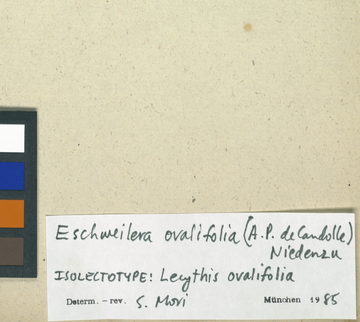 Eschweilera ovalifolia (A.P. de Candolle)
Niedenzu
ISOLECTOTYPE: Lecythis ovalifolia
Determ. – rev. S. Mori München 1985